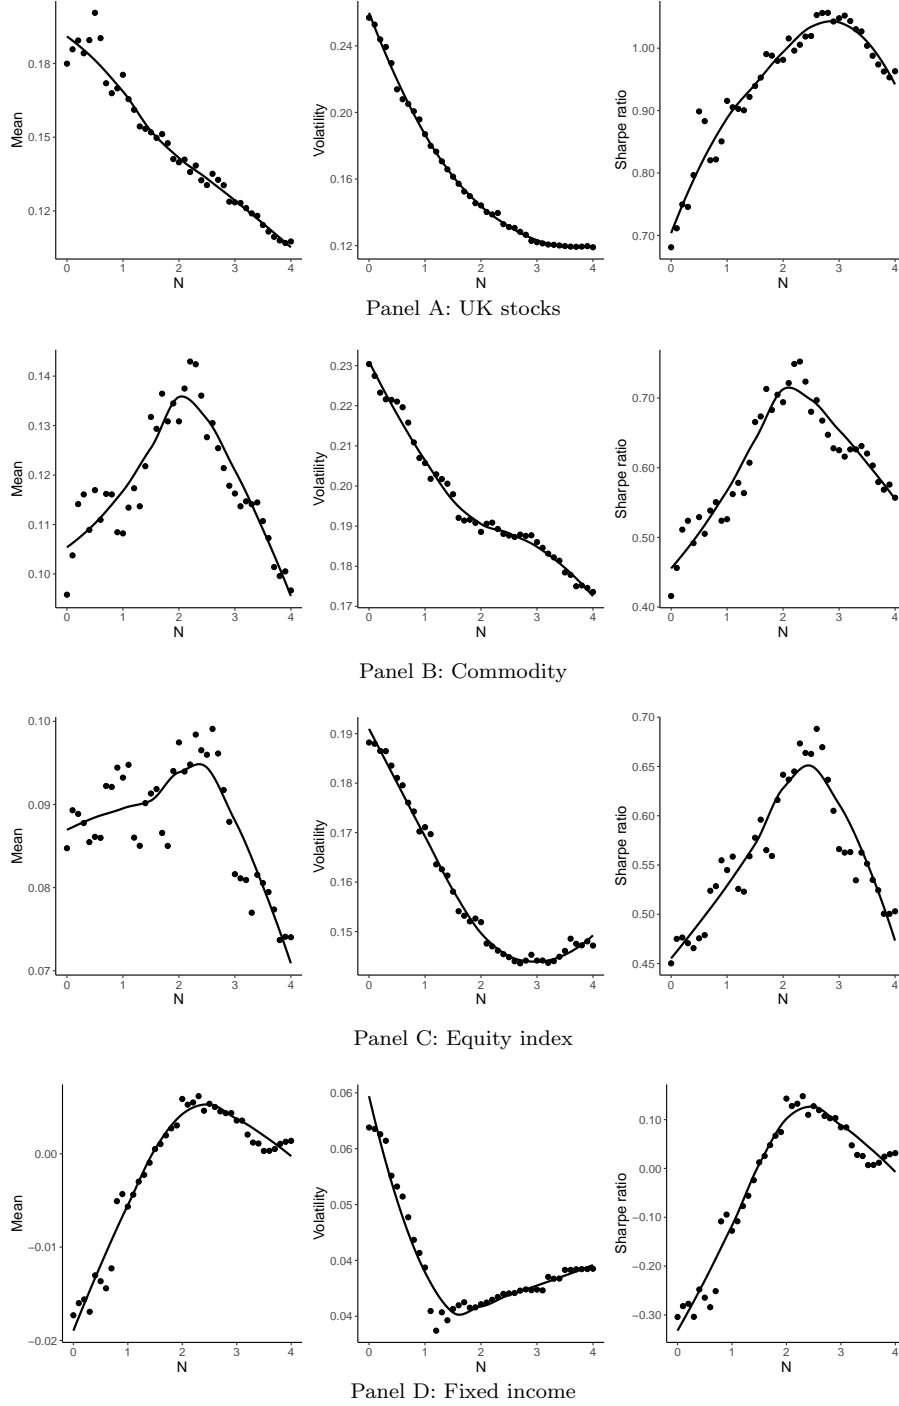 Mean
0.18
0.15
0.12
0 1 2 3 4
N
Volatility
0.24
0.20
0.16
0.12
0 1 2 3 4
N
Sharpe ratio
1.00
0.90
0.80
0.70
0 1 2 3 4
N
Panel A: UK stocks
Mean
0.14
0.13
0.12
0.11
0.10
0 1 2 3 4
N
Volatility
0.23
0.22
0.21
0.20
0.19
0.18
0.17
0 1 2 3 4
N
Sharpe ratio
0.70
0.60
0.50
0.40
0 1 2 3 4
N
Panel B: Commodity
Mean
0.10
0.09
0.08
0.07
0 1 2 3 4
N
Volatility
0.19
0.18
0.17
0.16
0.15
0 1 2 3 4
N
Sharpe ratio
0.70
0.65
0.60
0.55
0.50
0.45
0 1 2 3 4
N
Panel C: Equity index
Mean
0.00
−0.01
−0.02
0 1 2 3 4
N
Volatility
0.06
0.06
0.05
0.04
0.04
0 1 2 3 4
N
Sharpe ratio
0.10
0.00
−0.10
−0.20
−0.30
0 1 2 3 4
N
Panel D: Fixed income